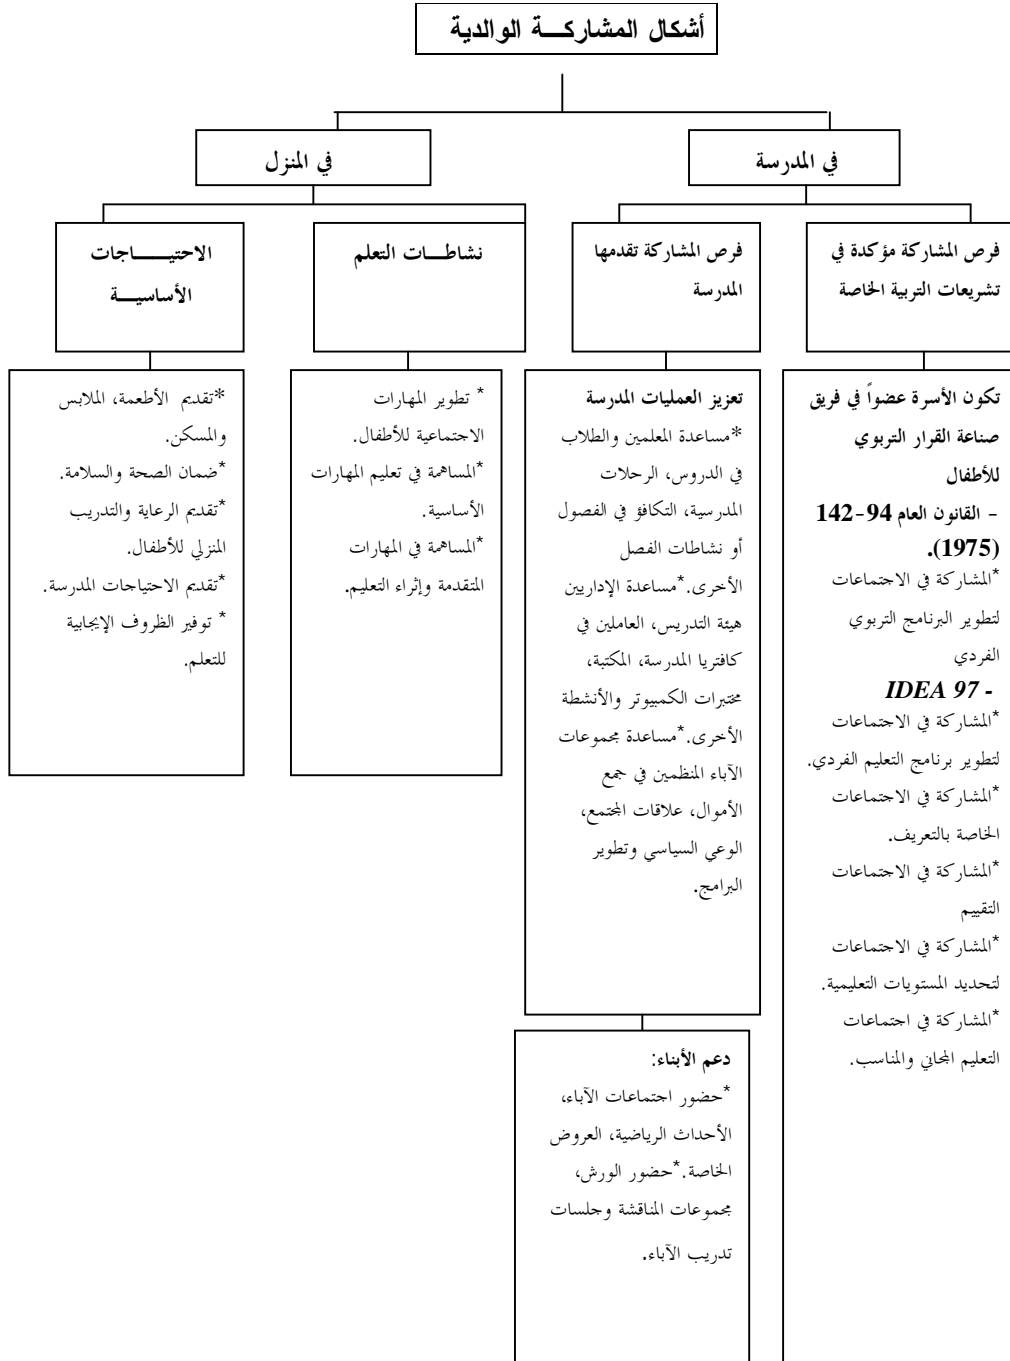 أشكال المشاركـــة الوالدية
في المدرسة
في المنزل
فرص المشاركة مؤكدة في
تشريعات التربية الخاصة
فرص المشاركة تقدمها
المدرسة
نشاطـــات التعلم
الاحتيـــــاجات
الأساسيـــة
تكون الأسرة عضواً في فريق
صناعة القرار التربوي
للأطفال
- القانون العام 94-142
(1975).
*المشاركة في الاجتماعات
لتطوير البرنامج التربوي
الفردي
- IDEA 97
*المشاركة في الاجتماعات
لتطوير برنامج التعليم الفردي.
*المشاركة في الاجتماعات
الخاصة بالتعريف.
*المشاركة في الاجتماعات
التقييم
*المشاركة في الاجتماعات
لتحديد المستويات التعليمية.
*المشاركة في اجتماعات
التعليم المجاني والمناسب.
تعزيز العمليات المدرسة
*مساعدة المعلمين والطلاب
في الدروس، الرحلات
المدرسية، التكافؤ في الفصول
أو نشاطات الفصل
الأخرى.*مساعدة الإداريين
هيئة التدريس، العاملين في
كافتريا المدرسة، المكتبة،
مختبرات الكمبيوتر والأنشطة
الأخرى.*مساعدة مجموعات
الآباء المنظمين في جمع
الأموال، علاقات المجتمع،
الوعي السياسي وتطوير
البرامج.
دعم الأبناء:
*حضور اجتماعات الآباء،
الأحداث الرياضية، العروض
الخاصة.*حضور الورش،
مجموعات المناقشة وجلسات
تدريب الآباء.
* تطوير المهارات
الاجتماعية للأطفال.
*المساهمة في تعليم المهارات
الأساسية.
*المساهمة في المهارات
المتقدمة وإثراء التعليم.
*تقديم الأطعمة، الملابس
والمسكن.
*ضمان الصحة والسلامة.
*تقديم الرعاية والتدريب
المنزلي للأطفال.
*تقديم الاحتياجات المدرسة.
* توفير الظروف الإيجابية
للتعلم.